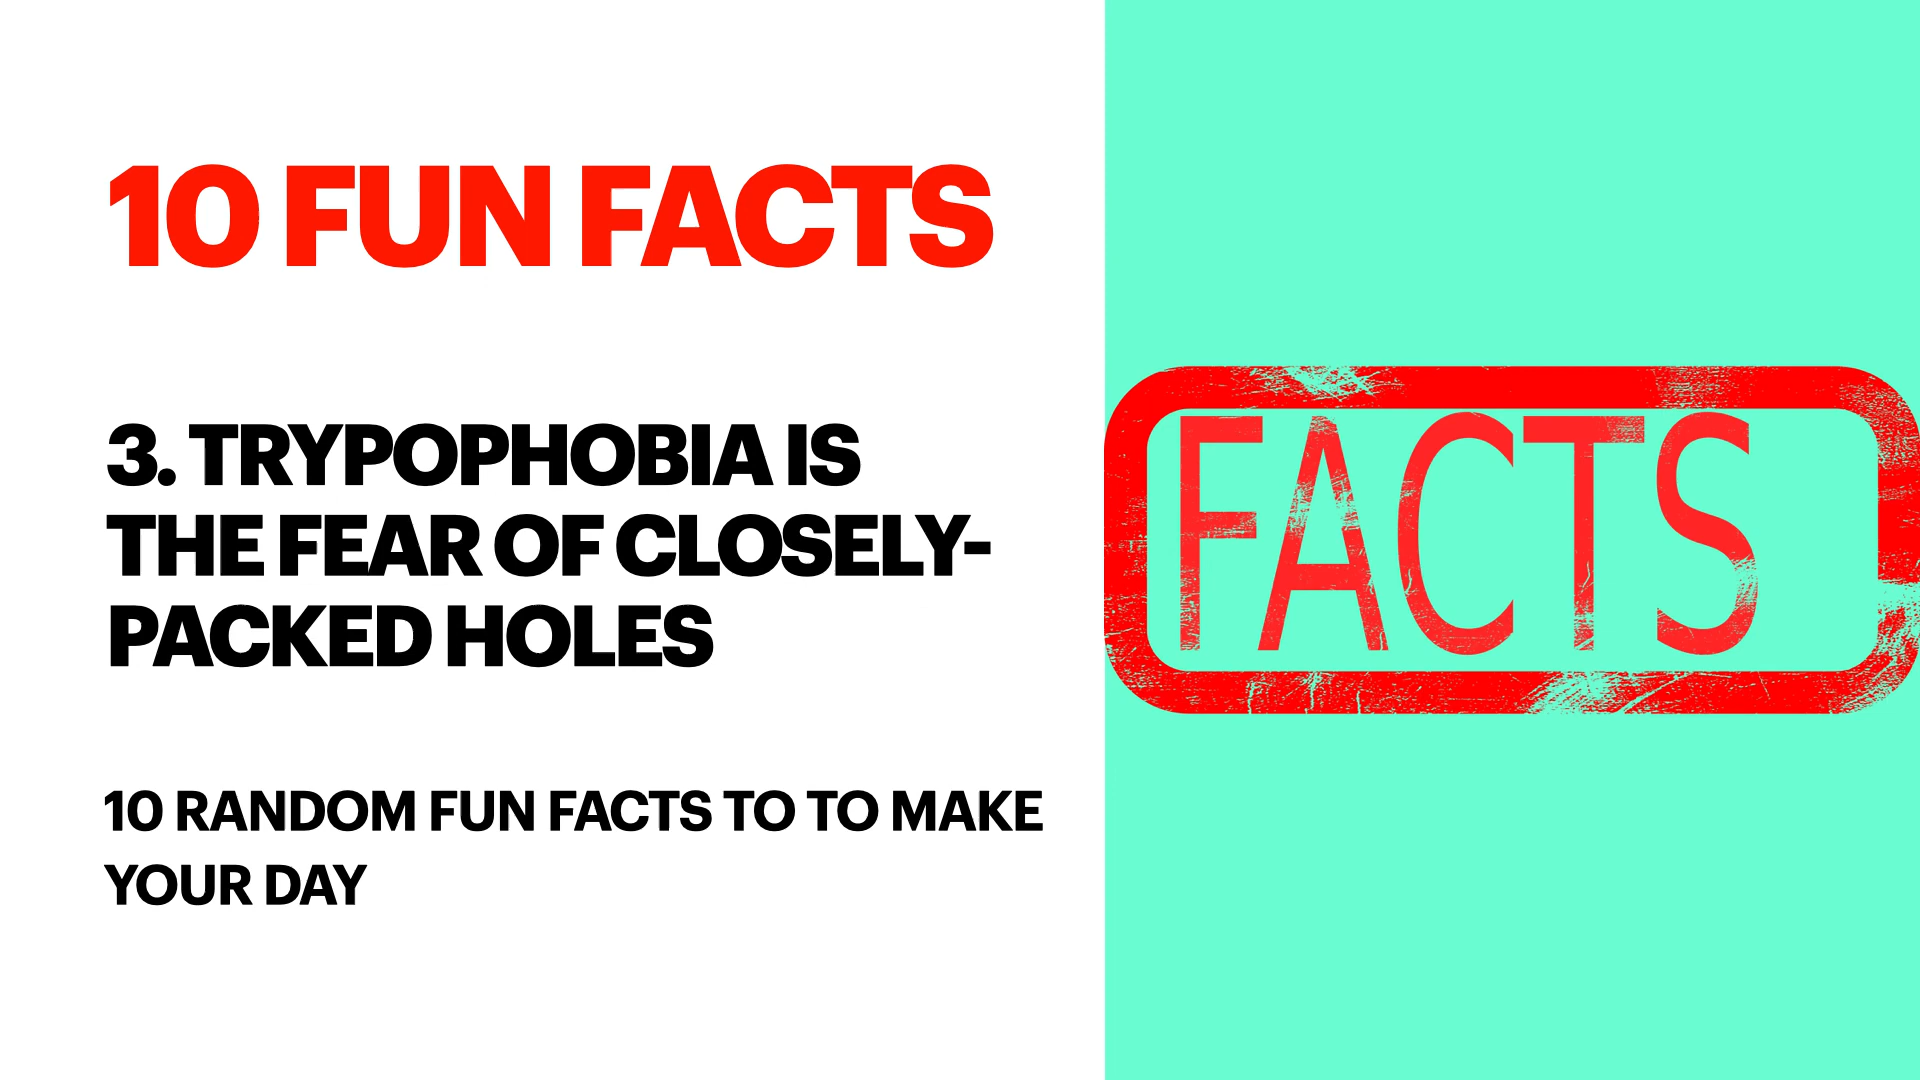 10 FUN FACTS
3. TRYPOPHOBIA IS
THE FEAR OF CLOSELY-
PACKED HOLES
10 RANDOM FUN FACTS TO TO MAKE
YOUR DAY
FACTS